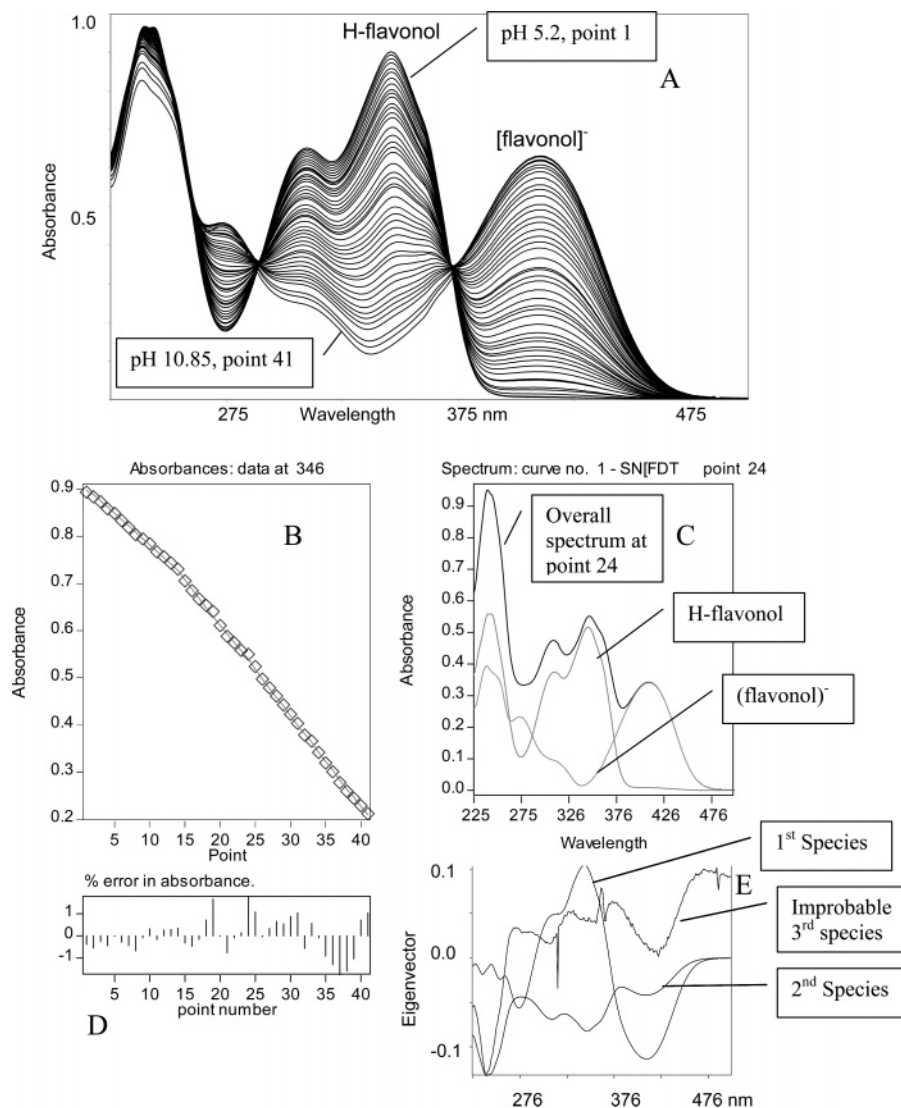 1.0
H-flavonol
pH 5.2, point 1
A
[flavonol]-
Absorbance
0.5
pH 10.85, point 41
275
Wavelength
375 nm
475
Absorbances: data at 346
0.9
0.8
0.7
0.6
0.5
0.4
0.3
0.2
Absorbance
B
5 10 15 20 25 30 35 40
Point
% error in absorbance.
1
0
-1
5 10 15 20 25 30 35 40
point number
D
Spectrum: curve no. 1 - SN[FDT point 24
0.9
0.8
0.7
0.6
0.5
0.4
0.3
0.2
0.1
0.0
Absorbance
Overall
spectrum at
point 24
C
H-flavonol
(flavonol)-
225 275 326 376 426 476
Wavelength
1st Species
0.1
E
Improbable
3rd species
0.0
2nd Species
Eigenvector
-0.1
276 376 476 nm